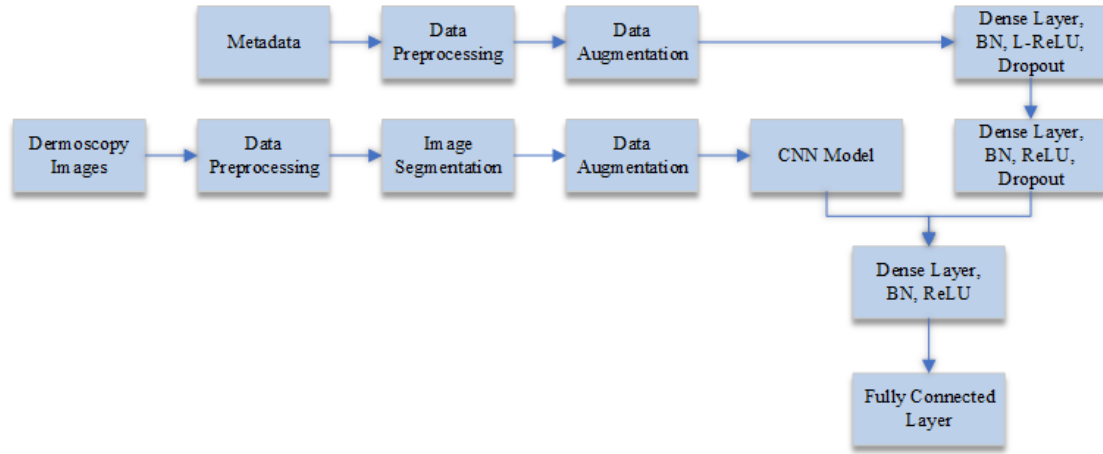 Metadata
Data
Preprocessing
Data
Augmentation
Dense Layer,
BN, L-ReLU,
Dropout
Dermoscopy
Images
Data
Preprocessing
Image
Segmentation
Data
Augmentation
CNN Model
Dense Layer,
BN, ReLU,
Dropout
Dense Layer,
BN, ReLU
Fully Connected
Layer